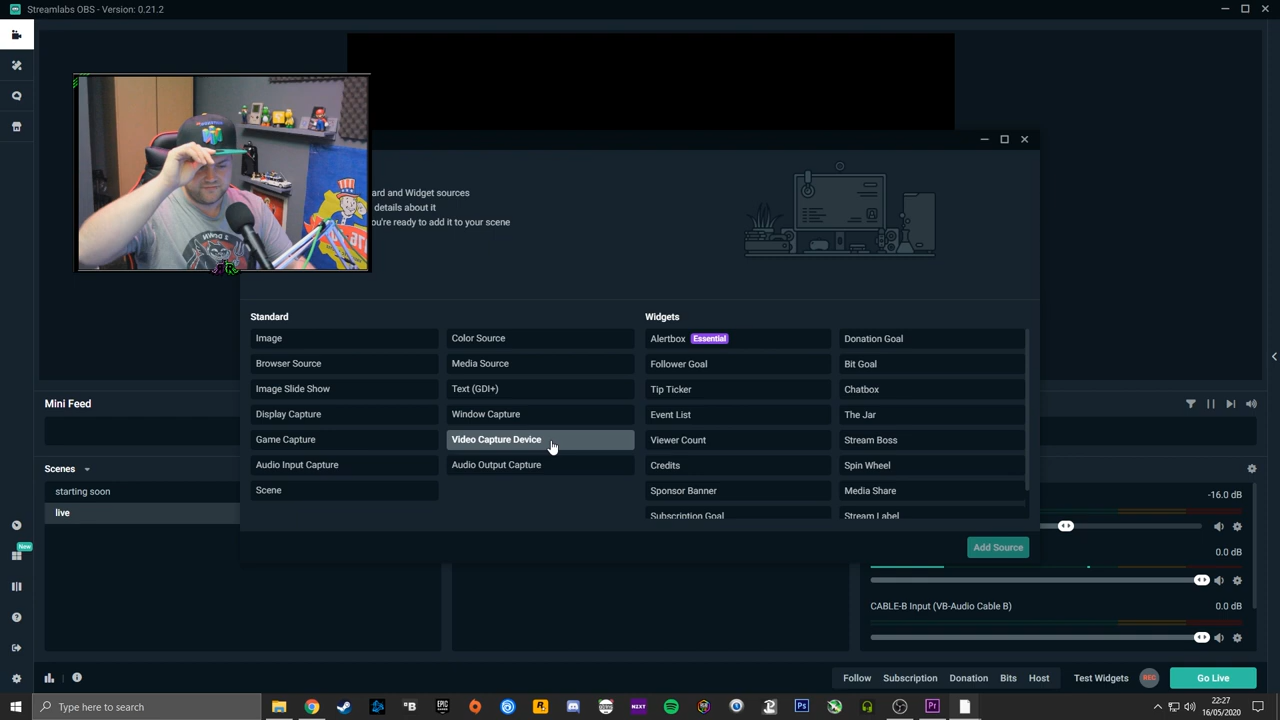 Streamlabs OBS - Version: 0.21.2
ard and Widget sources
details about it
ou're ready to add it to your scene
Standard
Image
Color Source
Browser Source
Media Source
Image Slide Show
Text (GDI+)
Display Capture
Window Capture
Game Capture
Video Capture Device
Audio Input Capture
Audio Output Capture
Scene
Widgets
Alertbox Essential
Donation Goal
Follower Goal
Bit Goal
Tip Ticker
Chatbox
Event List
The Jar
Viewer Count
Stream Boss
Credits
Spin Wheel
Sponsor Banner
Media Share
Subscription Goal
Stream Label
Add Source
Mini Feed
Scenes
starting soon
live
-16.0 dB
0.0 dB
CABLE-B Input (VB-Audio Cable B) 0.0 dB
New
Follow Subscription Donation Bits Host Test Widgets REC Go Live
Type here to search
22:27
16/05/2020